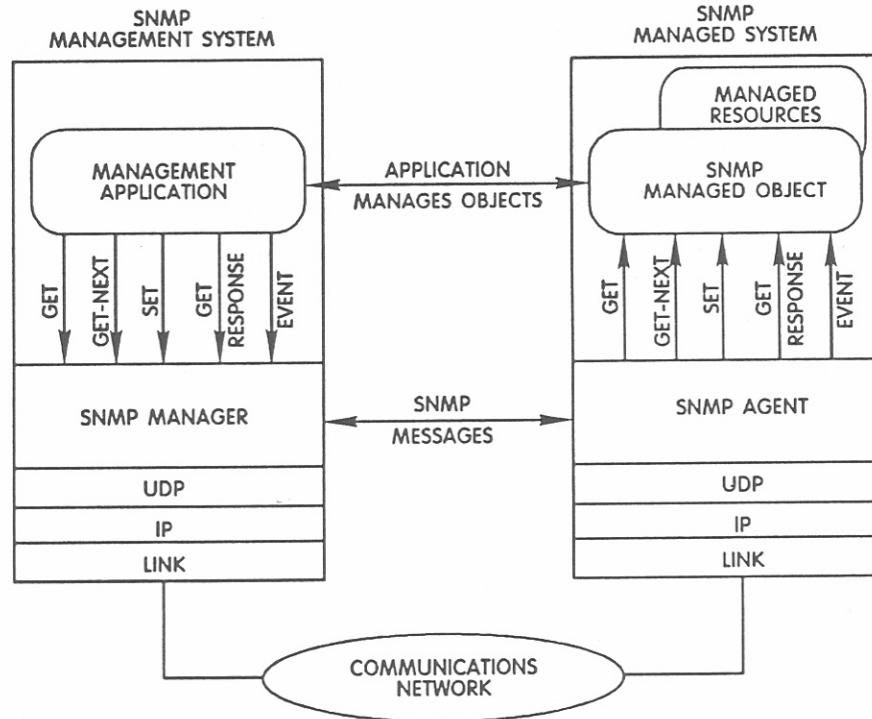 SNMP
MANAGEMENT SYSTEM
SNMP
MANAGED SYSTEM
MANAGED
RESOURCES
MANAGEMENT
APPLICATION
APPLICATION
MANAGES OBJECTS
SNMP
MANAGED OBJECT
GET
GET-NEXT
SET
GET
RESPONSE
EVENT
GET
GET-NEXT
SET
GET
RESPONSE
EVENT
SNMP MANAGER
SNMP
MESSAGES
SNMP AGENT
UDP
UDP
IP
IP
LINK
LINK
COMMUNICATIONS
NETWORK